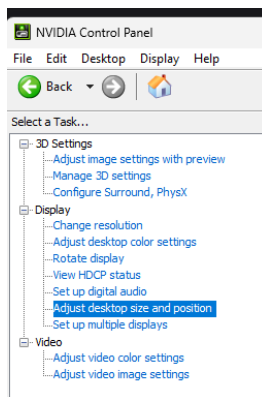 NVIDIA Control Panel
File Edit Desktop Display Help
Back
Select a Task...
3D Settings
Adjust image settings with preview
Manage 3D settings
Configure Surround, PhysX
Display
Change resolution
Adjust desktop color settings
Rotate display
View HDCP status
Set up digital audio
Adjust desktop size and position
Set up multiple displays
Video
Adjust video color settings
Adjust video image settings